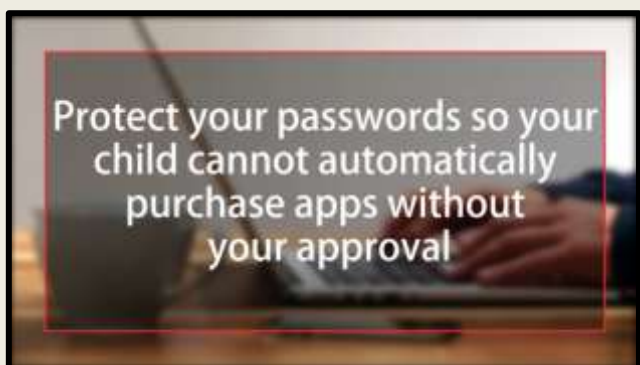 Protect your passwords so your
child cannot automatically
purchase apps without
your approval